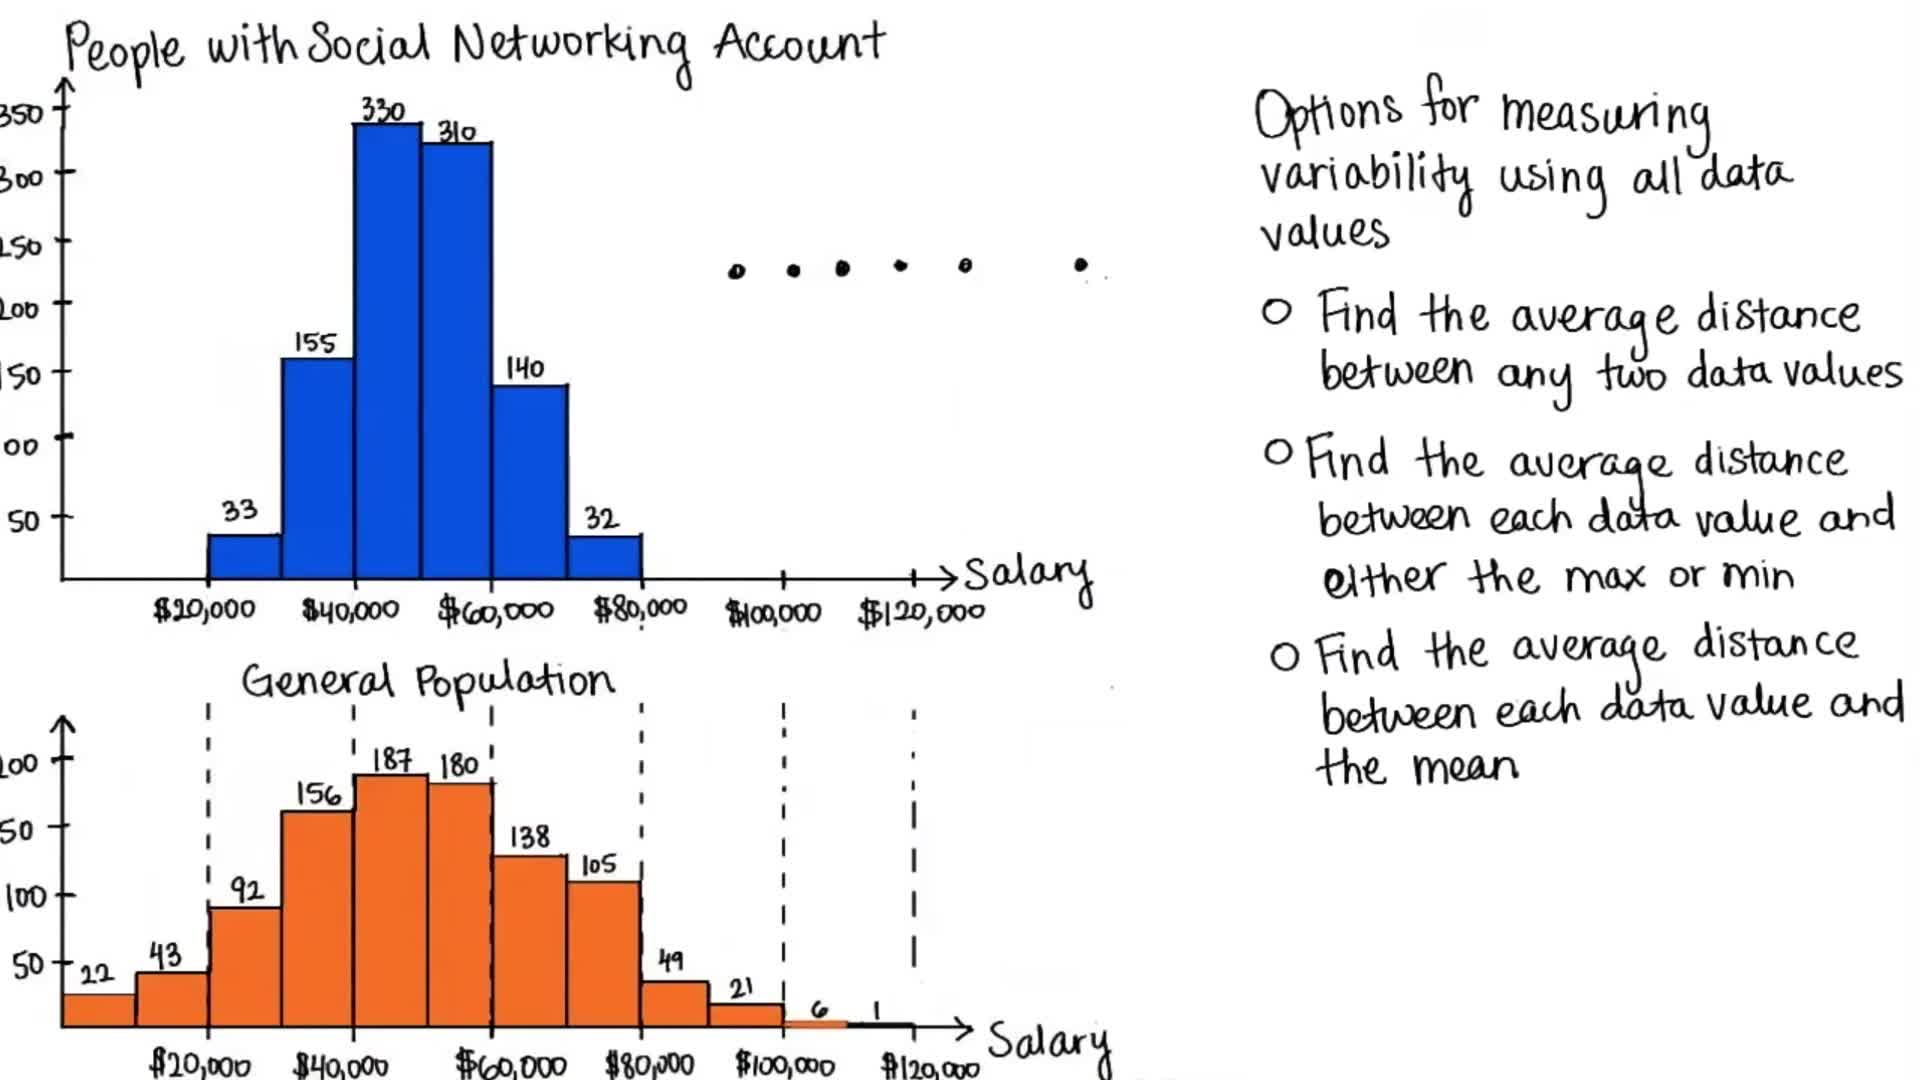 People with Social Networking Account
350
330
310
300
250
200
155
150
140
00
50
33
32
Salary
$20,000 $40,000 $60,000 $80,000 $100,000 $120,000
General Population
200
187
180
156
150
138
105
100
92
50
49
43
22
21
6
1
Salary
$20,000 $40,000 $60,000 $80,000 $100,000 $120,000
Options for measuring
variability using all data
values
Find the average distance
between any two data values
Find the average distance
between each data value and
either the max or min
Find the average distance
between each data value and
the mean